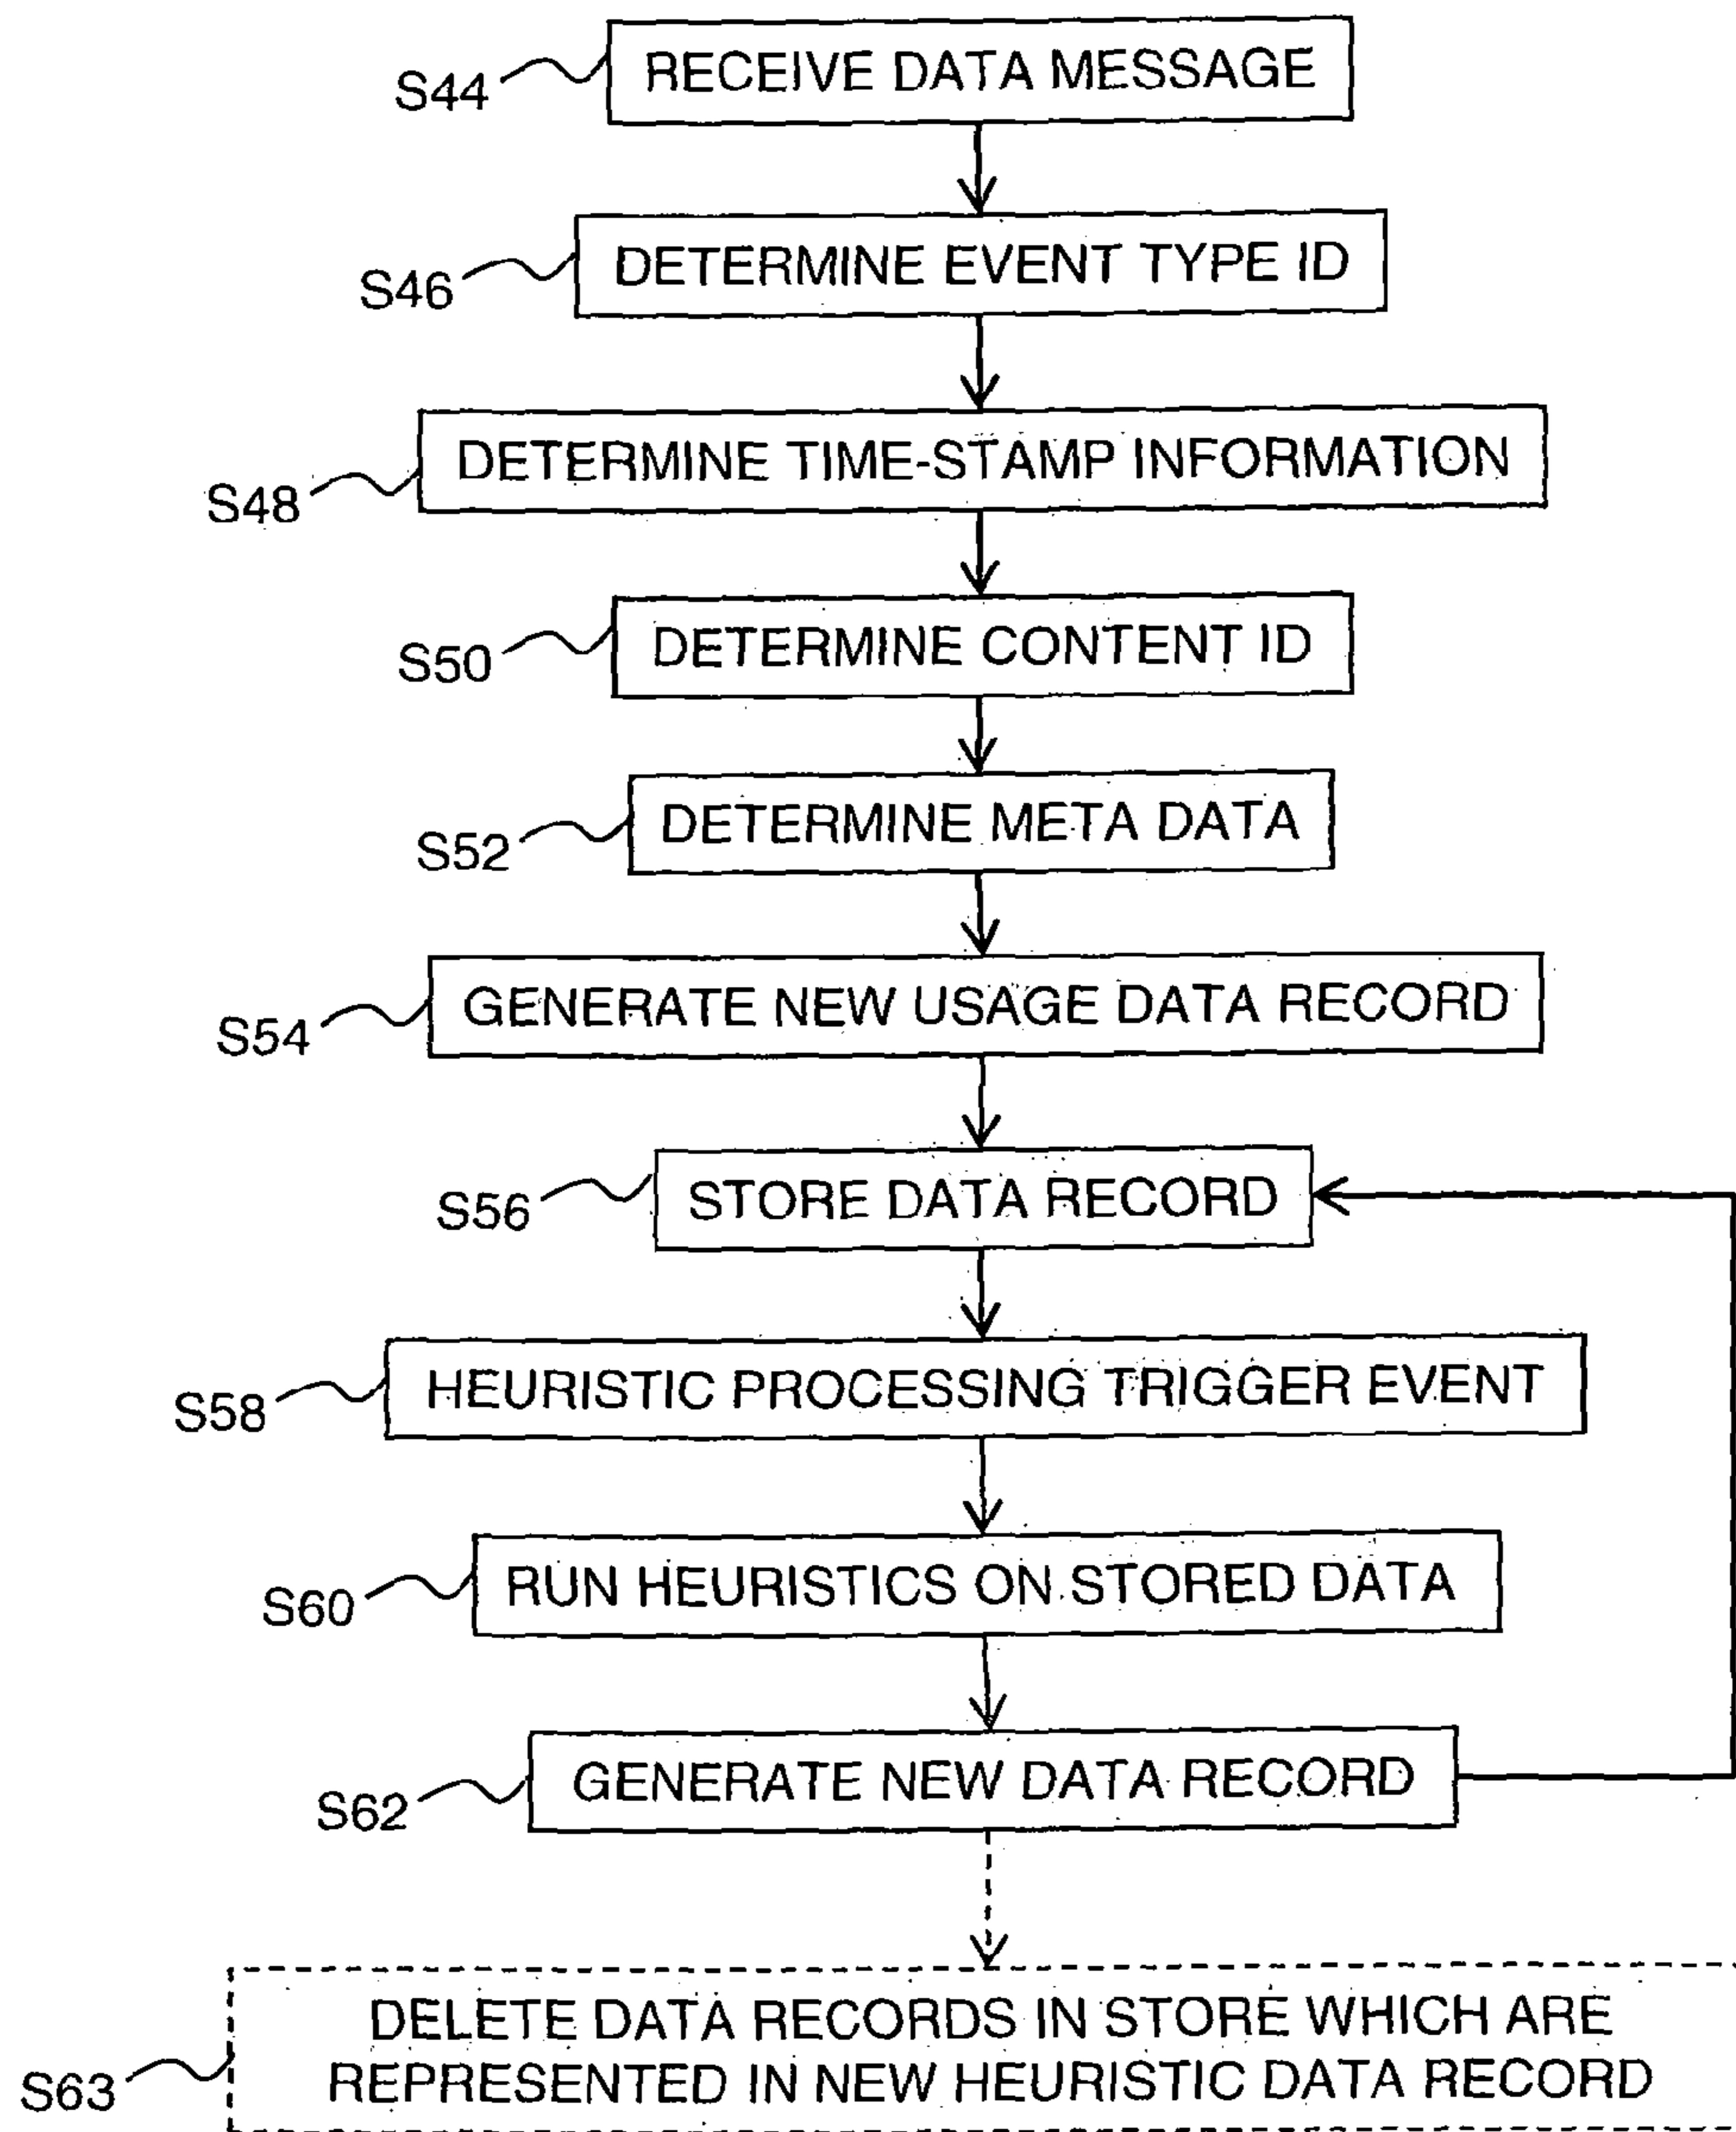 S44 RECEIVE DATA MESSAGE
S46 DETERMINE EVENT TYPE ID
S48 DETERMINE TIME-STAMP INFORMATION
S50 DETERMINE CONTENT ID
S52 DETERMINE META DATA
S54 GENERATE NEW USAGE DATA RECORD
S56 STORE DATA RECORD
S58 HEURISTIC PROCESSING TRIGGER EVENT
S60 RUN HEURISTICS ON STORED DATA
S62 GENERATE NEW DATA RECORD
S63 DELETE DATA RECORDS IN STORE WHICH ARE
REPRESENTED IN NEW HEURISTIC DATA RECORD